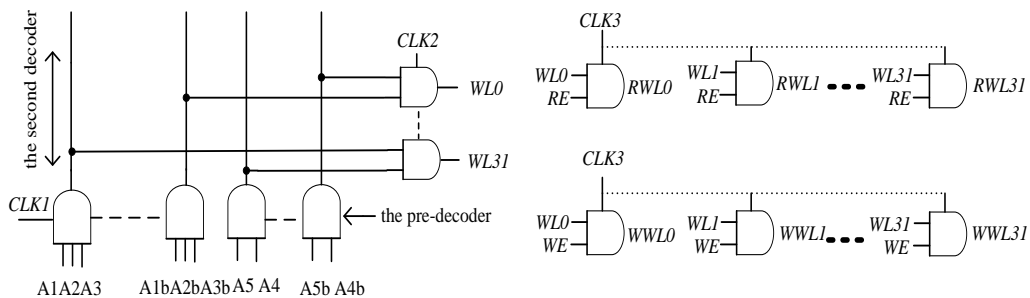 the second decoder
CLK2
WL0
WL31
CLK1
the pre-decoder
A1A2A3
A1bA2bA3b
A5 A4
A5b A4b
CLK3
WL0
RE
RWL0
WL1
RE
RWL1
WL31
RE
RWL31
CLK3
WL0
WE
WWL0
WL1
WE
WWL1
WL31
WE
WWL31